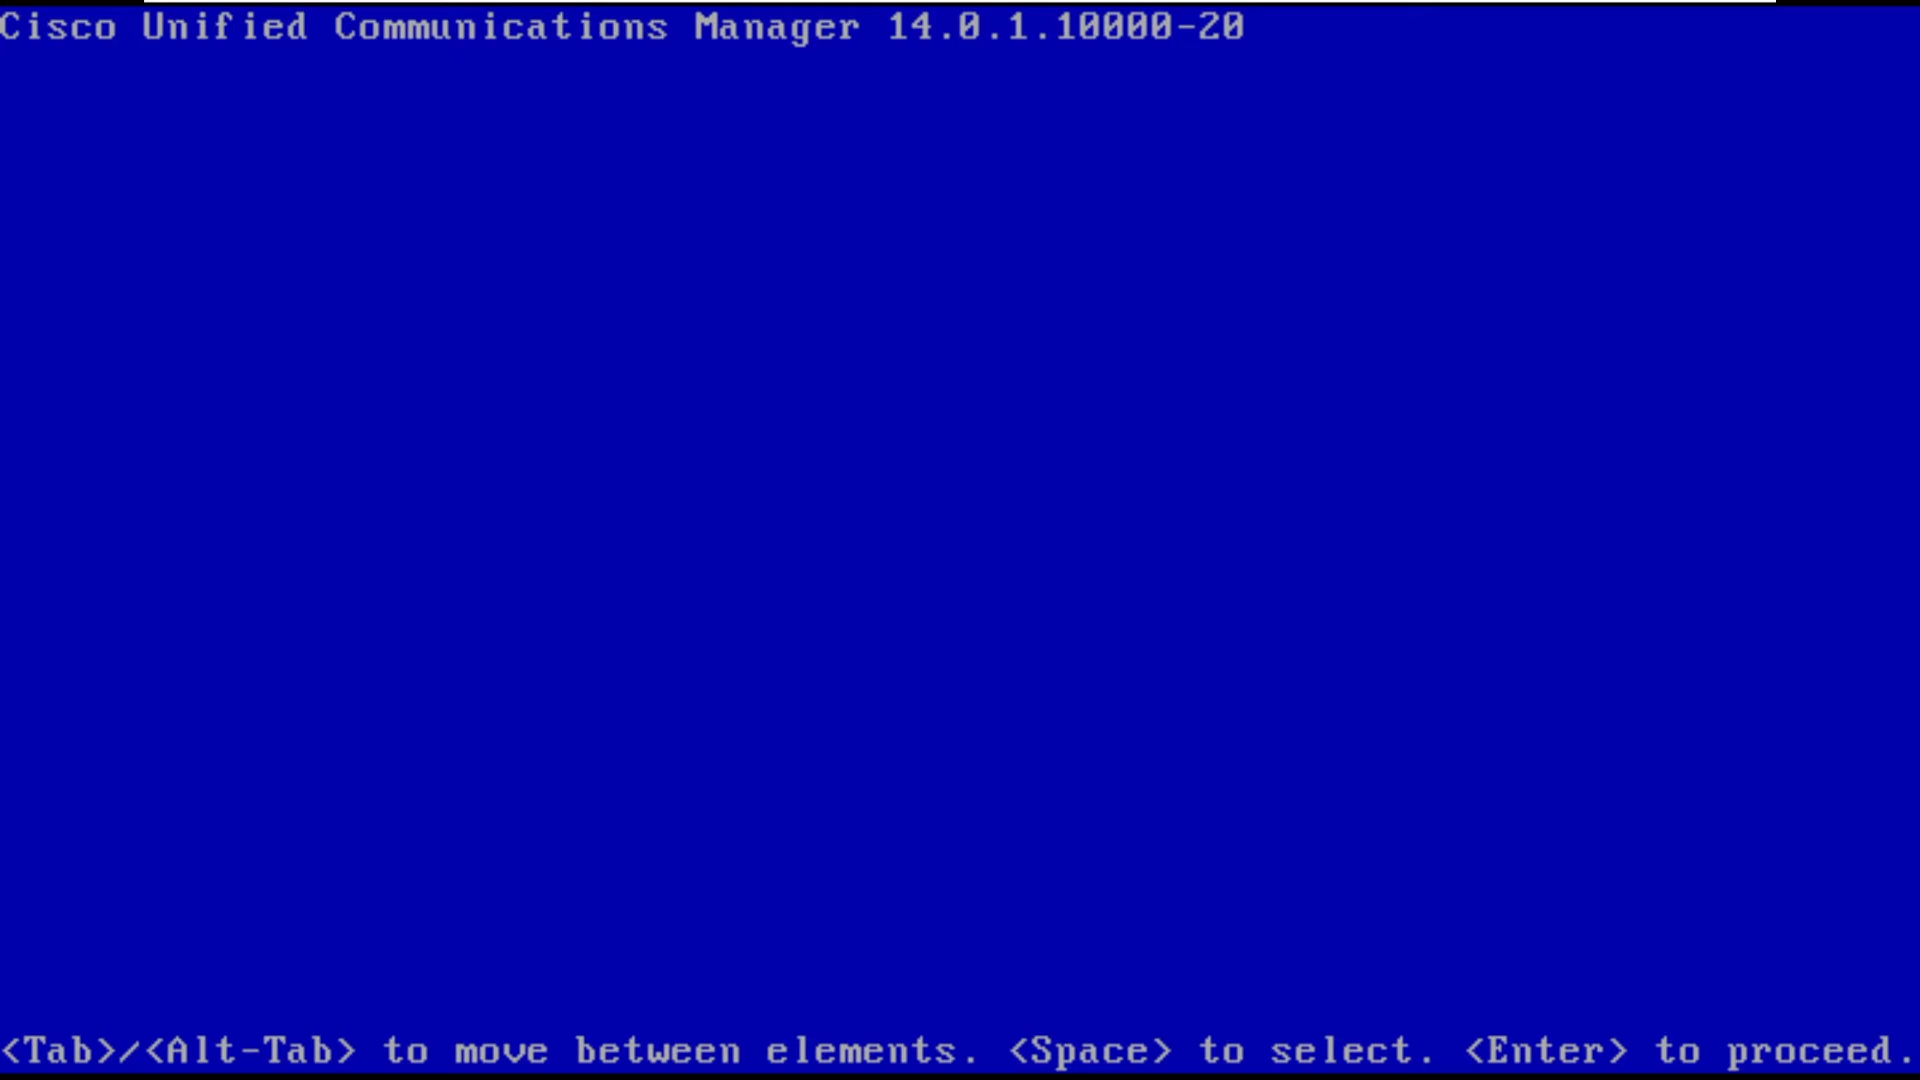 Cisco Unified Communications Manager 14.0.1.10000-20
<Tab>/<Alt-Tab> to move between elements. <Space> to select. <Enter> to proceed.